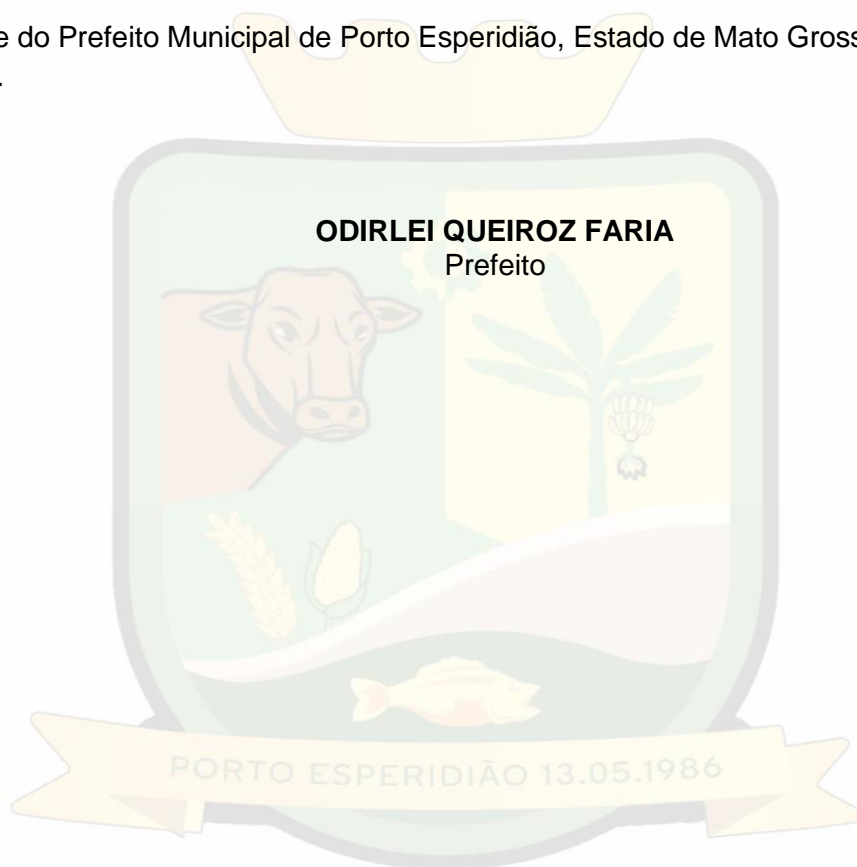 e do Prefeito Municipal de Porto Esperidião, Estado de Mato Gross
.
ODIRLEI QUEIROZ FARIA
Prefeito
PORTO ESPERIDIÃO 13.05.1986